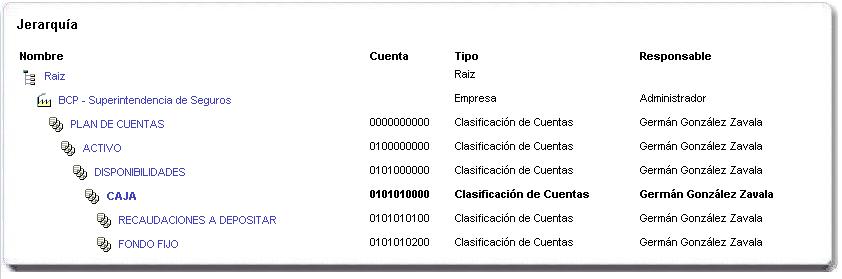 Jerarquía
Nombre Cuenta Tipo Responsable
Raiz Raiz
BCP - Superintendencia de Seguros Empresa Administrador
PLAN DE CUENTAS 0000000000 Clasificación de Cuentas Germán González Zavala
ACTIVO 0100000000 Clasificación de Cuentas Germán González Zavala
DISPONIBILIDADES 0101000000 Clasificación de Cuentas Germán González Zavala
CAJA 0101010000 Clasificación de Cuentas Germán González Zavala
RECAUDACIONES A DEPOSITAR 0101010100 Clasificación de Cuentas Germán González Zavala
FONDO FIJO 0101010200 Clasificación de Cuentas Germán González Zavala